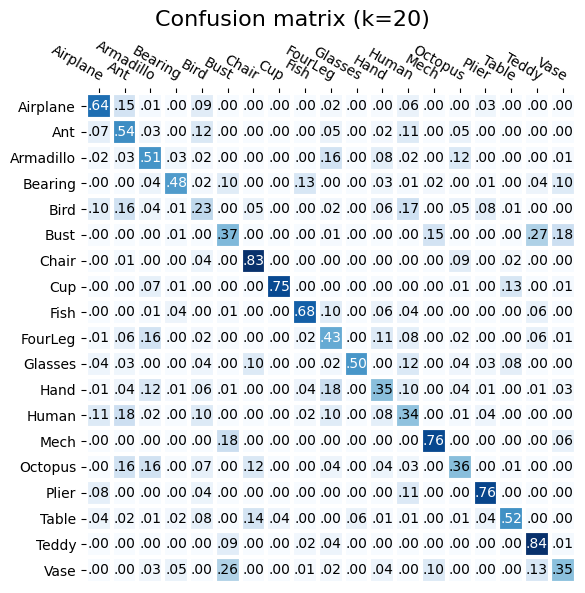 Confusion matrix (k=20)
Airplane Ant Armadillo Bearing Bird Bust Chair Cup Fish FourLeg Glasses Hand Human Mech Octopus Plier Table Teddy Vase
Airplane .64 .15 .01 .00 .09 .00 .00 .00 .00 .02 .00 .00 .06 .00 .00 .03 .00 .00 .00
Ant .07 .54 .03 .00 .12 .00 .00 .00 .00 .05 .00 .02 .11 .00 .05 .00 .00 .00 .00
Armadillo .02 .03 .51 .03 .02 .00 .00 .00 .00 .16 .00 .08 .02 .00 .12 .00 .00 .00 .01
Bearing .00 .00 .04 .48 .02 .10 .00 .00 .13 .00 .00 .03 .01 .02 .00 .01 .00 .04 .10
Bird .10 .16 .04 .01 .23 .00 .05 .00 .00 .02 .00 .06 .17 .00 .05 .08 .01 .00 .00
Bust .00 .00 .00 .01 .00 .37 .00 .00 .00 .01 .00 .00 .00 .15 .00 .00 .00 .27 .18
Chair .00 .01 .00 .00 .04 .00 .83 .00 .00 .00 .00 .00 .00 .00 .09 .00 .02 .00 .00
Cup .00 .00 .07 .01 .00 .00 .00 .75 .00 .00 .00 .00 .00 .00 .01 .00 .13 .00 .01
Fish .00 .00 .01 .04 .00 .01 .00 .00 .68 .10 .00 .06 .04 .00 .00 .00 .00 .06 .00
FourLeg .01 .06 .16 .00 .02 .00 .00 .00 .02 .43 .00 .11 .08 .00 .02 .00 .00 .06 .01
Glasses .04 .03 .00 .00 .04 .00 .10 .00 .00 .02 .50 .00 .12 .00 .04 .03 .08 .00 .00
Hand .01 .04 .12 .01 .06 .01 .00 .00 .04 .18 .00 .35 .10 .00 .04 .01 .00 .01 .03
Human .11 .18 .02 .00 .10 .00 .00 .00 .02 .10 .00 .08 .34 .00 .01 .04 .00 .00 .00
Mech .00 .00 .00 .00 .00 .18 .00 .00 .00 .00 .00 .00 .00 .76 .00 .00 .00 .00 .06
Octopus .00 .16 .16 .00 .07 .00 .12 .00 .00 .04 .00 .04 .03 .00 .36 .00 .01 .00 .00
Plier .08 .00 .00 .00 .04 .00 .00 .00 .00 .00 .00 .00 .11 .00 .00 .76 .00 .00 .00
Table .04 .02 .01 .02 .08 .00 .14 .04 .00 .00 .06 .01 .01 .00 .01 .04 .52 .00 .00
Teddy .00 .00 .00 .00 .00 .09 .00 .00 .02 .04 .00 .00 .00 .00 .00 .00 .00 .84 .01
Vase .00 .00 .03 .05 .00 .26 .00 .00 .01 .02 .00 .04 .00 .10 .00 .00 .00 .13 .35